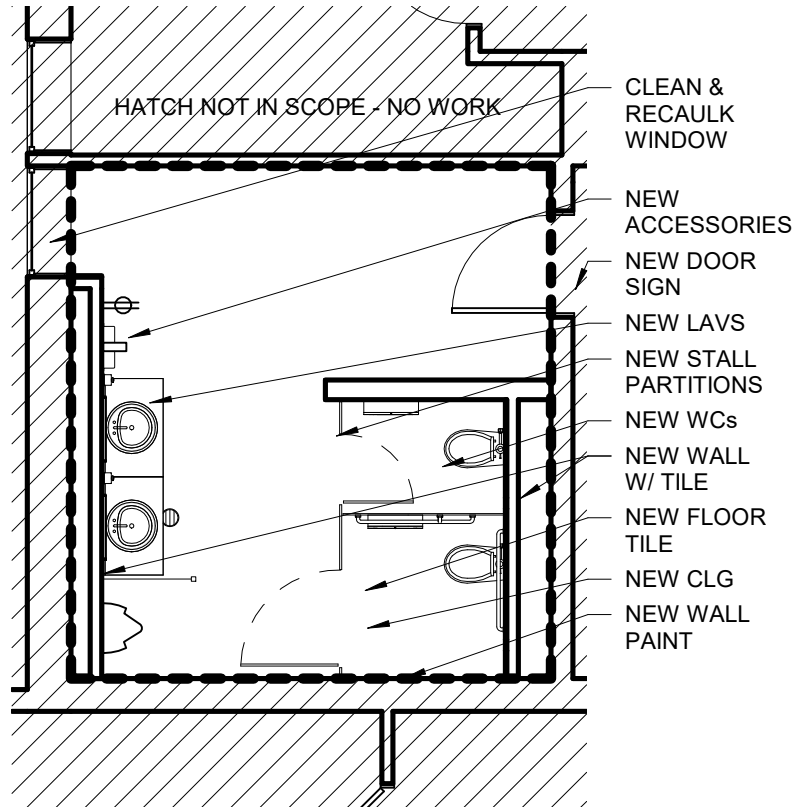 HATCH NOT IN SCOPE - NO WORK
CLEAN &
RECAULK
WINDOW
NEW
ACCESSORIES
NEW DOOR
SIGN
NEW LAVS
NEW STALL
PARTITIONS
NEW WCs
NEW WALL
W/ TILE
NEW FLOOR
TILE
NEW CLG
NEW WALL
PAINT